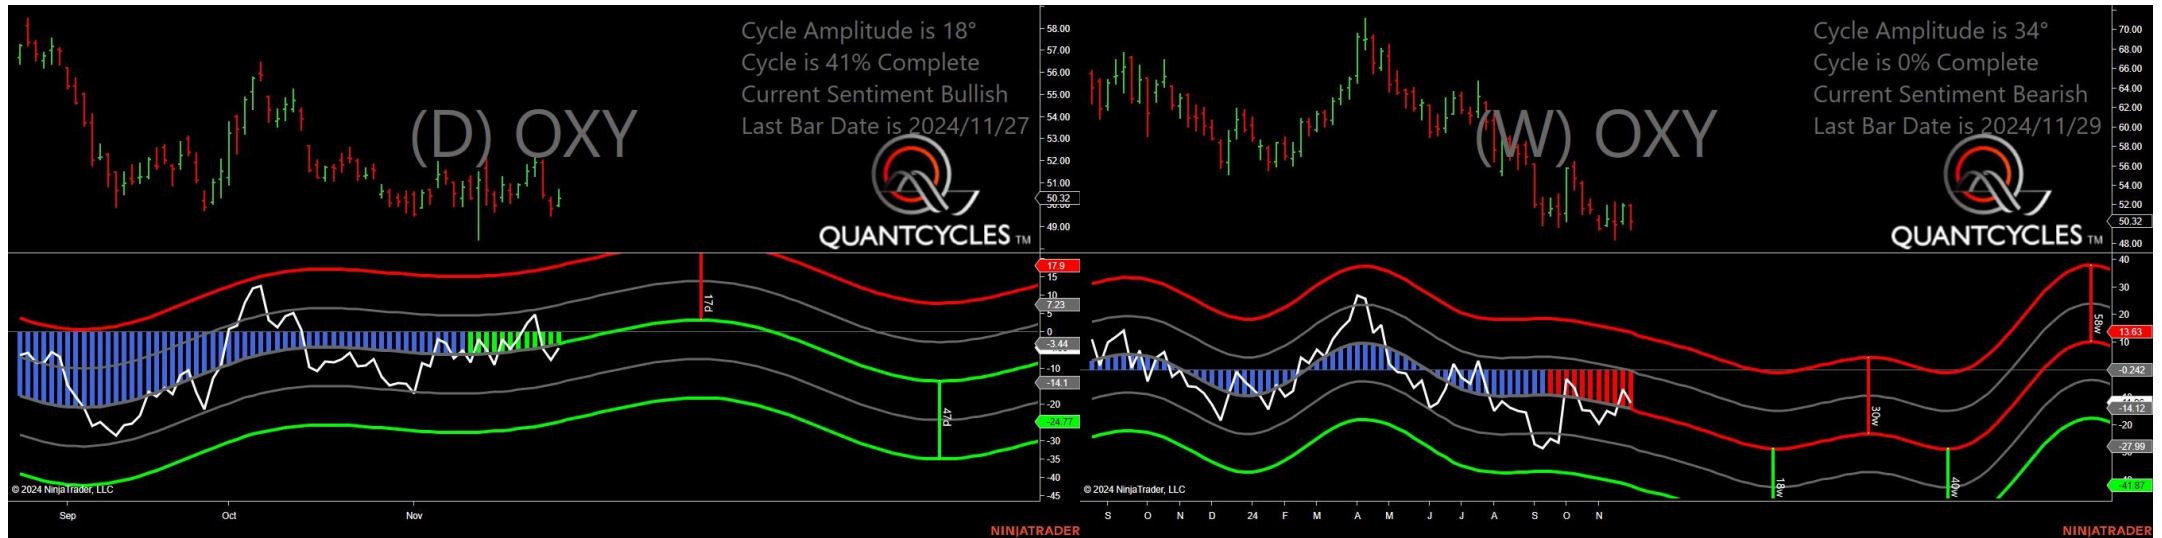 Cycle Amplitude is 18°
Cycle is 41% Complete
Current Sentiment Bullish
Last Bar Date is 2024/11/27
(D) OXY
QUANTCYCLES TM
58.00
57.00
56.00
55.00
54.00
53.00
52.00
51.00
50.32
49.00
17.9
15
7.23
5
0
-3.44
-10
-14.1
-20
-24.77
-30
-35
-40
-45
17d
47d
© 2024 NinjaTrader, LLC
Sep
Oct
Nov
NINJATRADER
Cycle Amplitude is 34°
Cycle is 0% Complete
Current Sentiment Bearish
Last Bar Date is 2024/11/29
(W) OXY
QUANTCYCLES TM
70.00
68.00
66.00
64.00
62.00
60.00
58.00
56.00
54.00
52.00
50.32
48.00
40
30
20
13.63
10
-0.242
-14.12
-20
-27.99
-41.87
58w
30w
18w
40w
© 2024 NinjaTrader, LLC
S O N D 24 F M A M J J A S O N
NINJATRADER